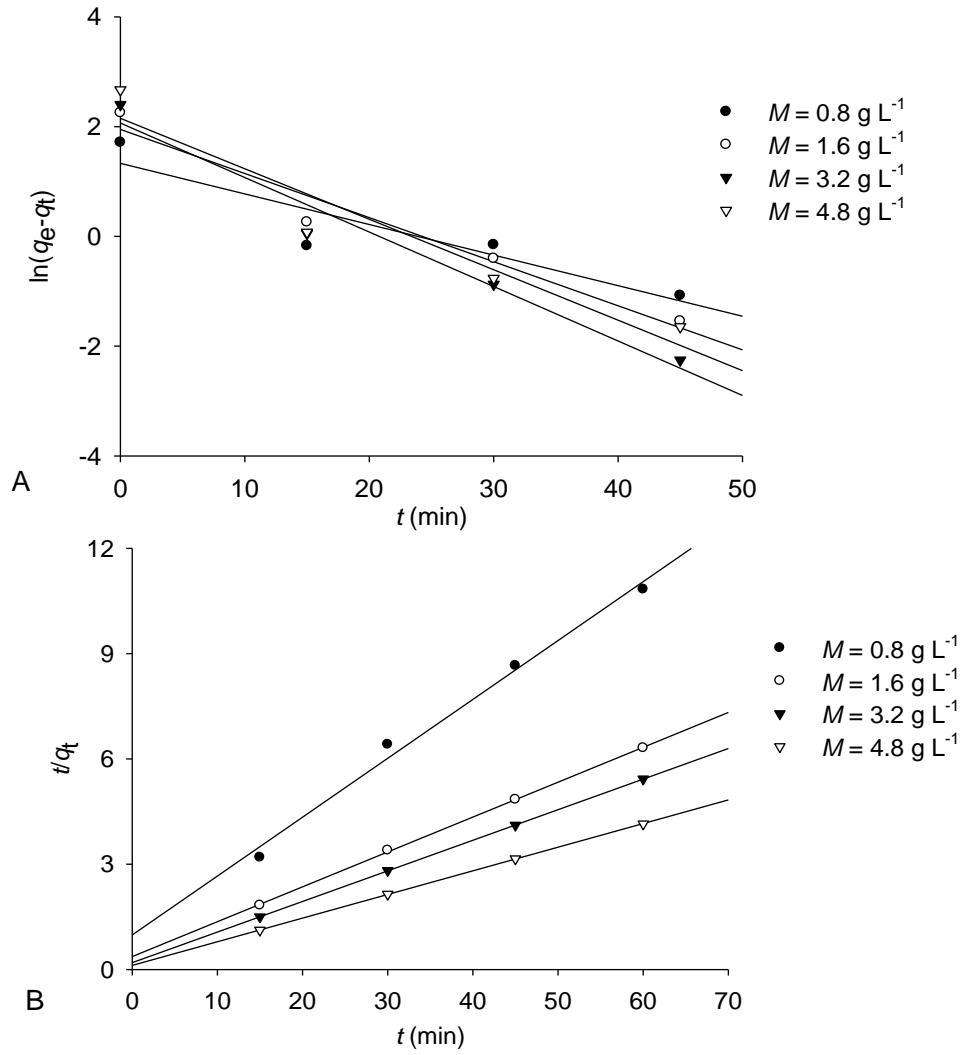 4
2
0
-2
-4
ln(qe-qt)
0 10 20 30 40 50
t (min)
M = 0.8 g L-1
M = 1.6 g L-1
M = 3.2 g L-1
M = 4.8 g L-1
A
12
9
6
3
0
t/qt
0 10 20 30 40 50 60 70
t (min)
M = 0.8 g L-1
M = 1.6 g L-1
M = 3.2 g L-1
M = 4.8 g L-1
B